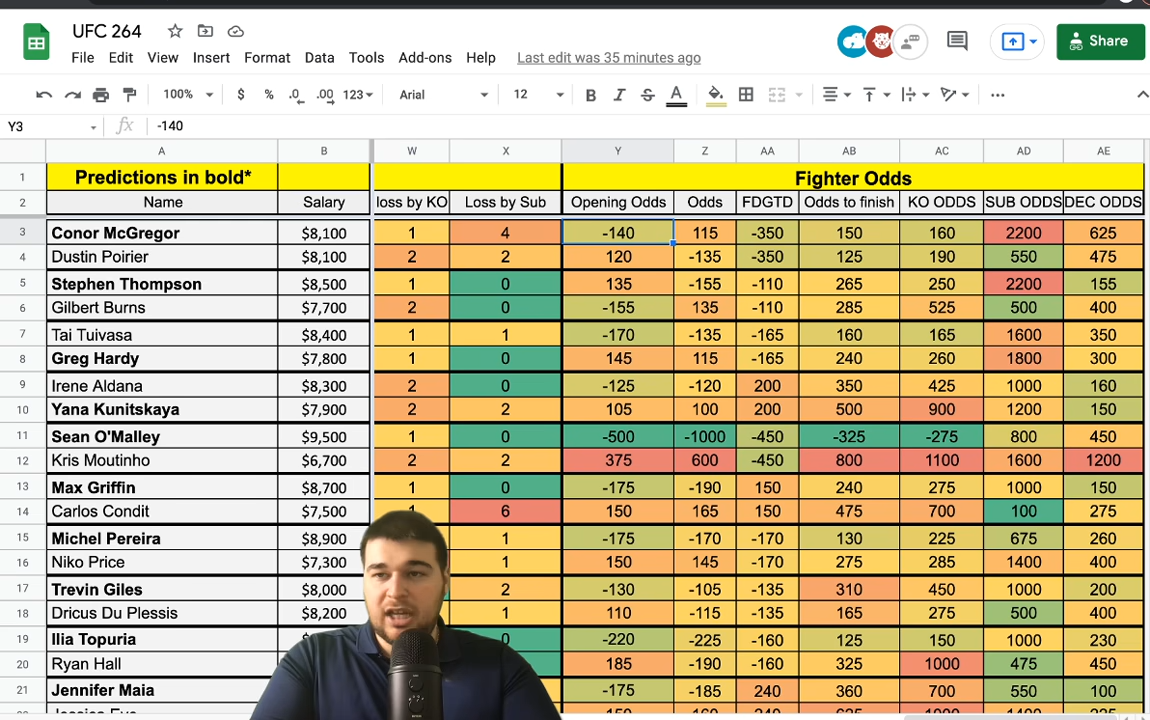 UFC 264
File Edit View Insert Format Data Tools Add-ons Help Last edit was 35 minutes ago
Share
100% $ % .0 .00 123 Arial 12 B I S A
Y3 fx -140
A B W X Y Z AA AB AC AD AE
1 Predictions in bold* Fighter Odds
2 Name Salary loss by KO Loss by Sub Opening Odds Odds FDGTD Odds to finish KO ODDS SUB ODDS DEC ODDS
3 Conor McGregor $8,100 1 4 -140 115 -350 150 160 2200 625
4 Dustin Poirier $8,100 2 2 120 -135 -350 125 190 550 475
5 Stephen Thompson $8,500 1 0 135 -155 -110 265 250 2200 155
6 Gilbert Burns $7,700 2 0 -155 135 -110 285 525 500 400
7 Tai Tuivasa $8,400 1 1 -170 -135 -165 160 165 1600 350
8 Greg Hardy $7,800 1 0 145 115 -165 240 260 1800 300
9 Irene Aldana $8,300 2 0 -125 -120 200 350 425 1000 160
10 Yana Kunitskaya $7,900 2 2 105 100 200 500 900 1200 150
11 Sean O'Malley $9,500 1 0 -500 -1000 -450 -325 -275 800 450
12 Kris Moutinho $6,700 2 2 375 600 -450 800 1100 1600 1200
13 Max Griffin $8,700 1 0 -175 -190 150 240 275 1000 150
14 Carlos Condit $7,500 1 6 150 165 150 475 700 100 275
15 Michel Pereira $8,900 1 -175 -170 -170 130 225 675 260
16 Niko Price $7,300 1 150 145 -170 275 285 1400 400
17 Trevin Giles $8,000 2 -130 -105 -135 310 450 1000 200
18 Dricus Du Plessis $8,200 1 110 -115 -135 165 275 500 400
19 Ilia Topuria 0 -220 -225 -160 125 150 1000 230
20 Ryan Hall 185 -190 -160 325 1000 475 450
21 Jennifer Maia -175 -185 240 360 700 550 100